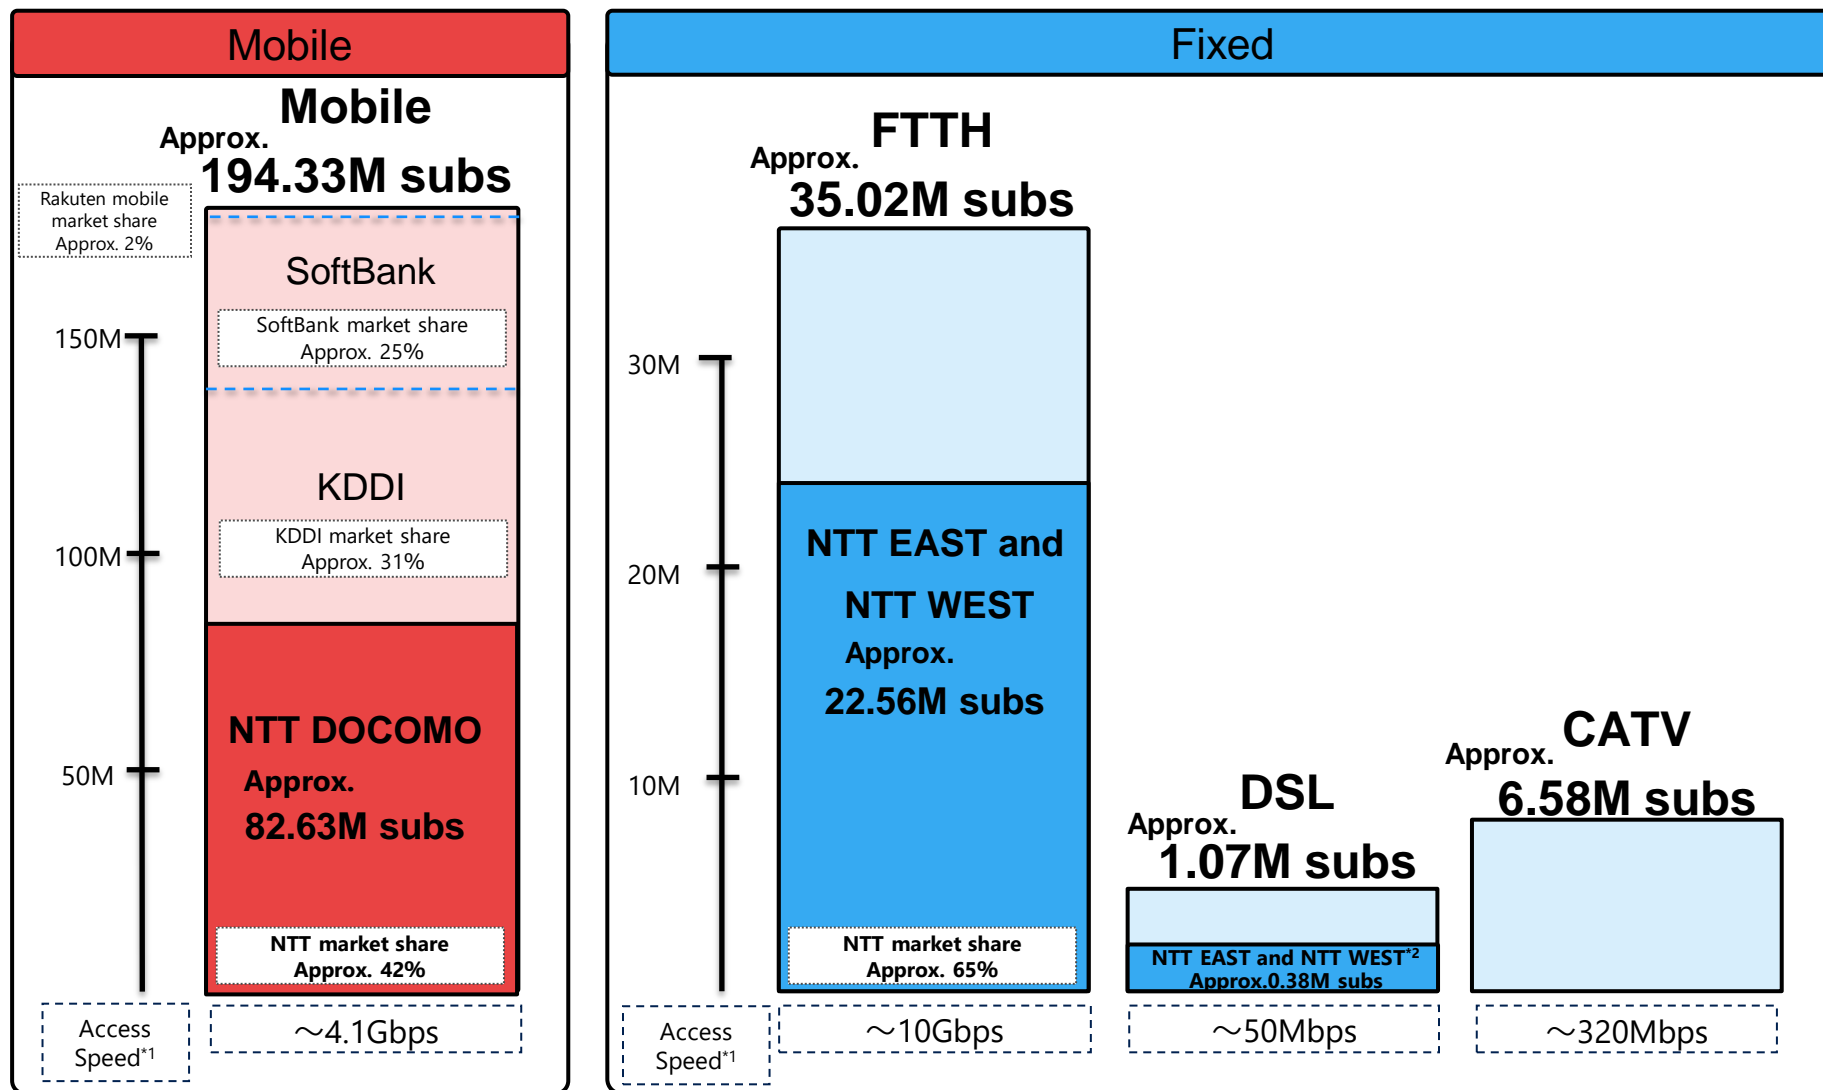 Mobile
Mobile
Approx.
194.33M subs
Rakuten mobile
market share
Approx. 2%
SoftBank
SoftBank market share
Approx. 25%
150M
KDDI
KDDI market share
Approx. 31%
100M
NTT DOCOMO
Approx.
82.63M subs
50M
NTT market share
Approx. 42%
Access
Speed*1
～4.1Gbps
Fixed
FTTH
Approx.
35.02M subs
30M
20M
10M
NTT EAST and
NTT WEST
Approx.
22.56M subs
NTT market share
Approx. 65%
DSL
Approx.
1.07M subs
NTT EAST and NTT WEST*2
Approx.0.38M subs
CATV
Approx.
6.58M subs
Access
Speed*1
～10Gbps
～50Mbps
～320Mbps